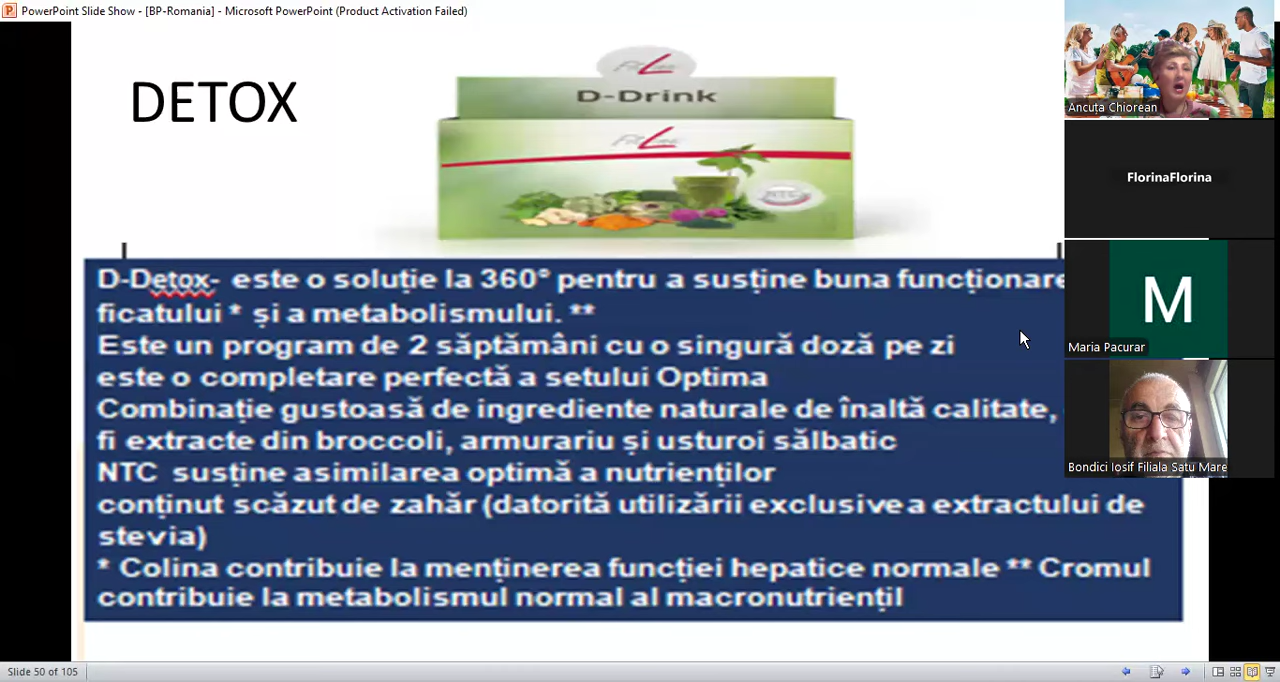 PowerPoint Slide Show - [BP-Romania] - Microsoft PowerPoint (Product Activation Failed)
DETOX
FitLine
D-Drink
FitLine
NTC
D-Detox- este o soluție la 360° pentru a susține buna funcționare
ficatului * și a metabolismului. **
Este un program de 2 săptămâni cu o singură doză pe zi
este o completare perfectă a setului Optima
Combinație gustoasă de ingrediente naturale de înaltă calitate,
fi extracte din broccoli, armurariu și usturoi sălbatic
NTC susține asimilarea optimă a nutrienților
conținut scăzut de zahăr (datorită utilizării exclusive a extractului de
stevia)
* Colina contribuie la menținerea funcției hepatice normale ** Cromul
contribuie la metabolismul normal al macronutriențil
Ancuța Chiorean
FlorinaFlorina
M
Maria Pacurar
Bondici Iosif Filiala Satu Mare
Slide 50 of 105